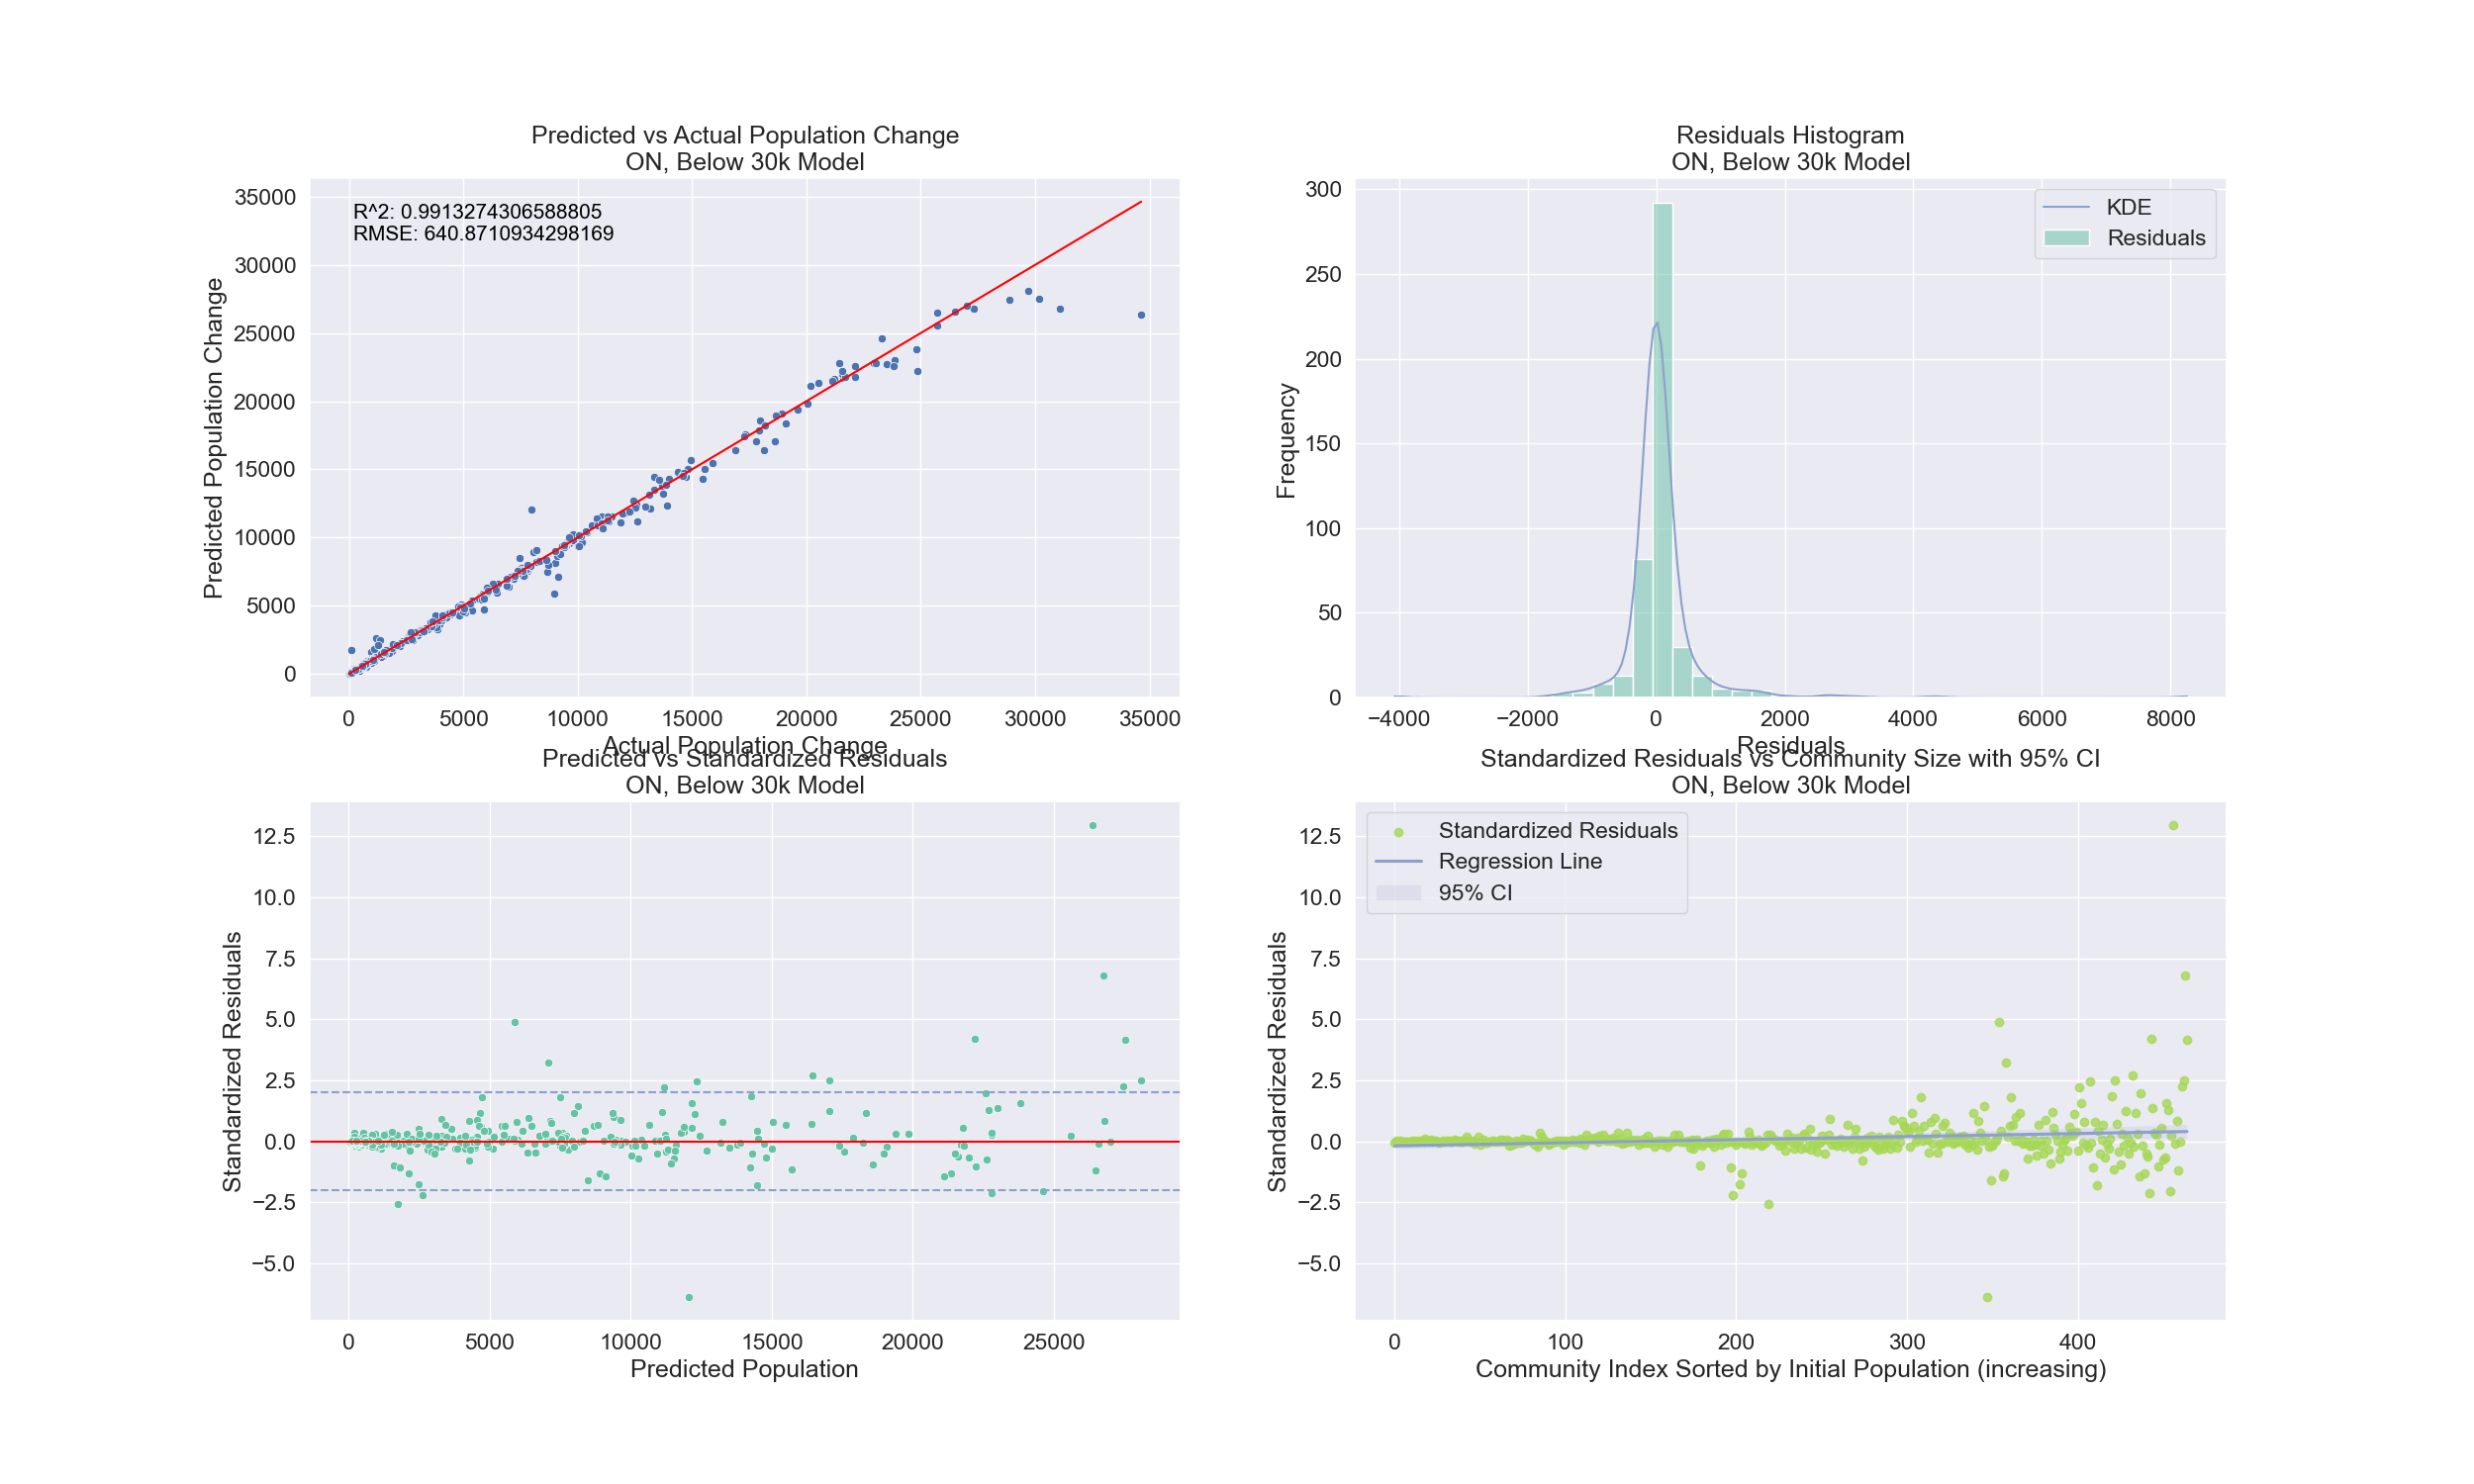 Predicted vs Actual Population Change
ON, Below 30k Model
R^2: 0.9913274306588805
RMSE: 640.8710934298169
35000
30000
25000
20000
15000
10000
5000
0
Predicted Population Change
0 5000 10000 15000 20000 25000 30000 35000
Actual Population Change
Residuals Histogram
ON, Below 30k Model
KDE
Residuals
300
250
200
150
100
50
0
Frequency
−4000 −2000 0 2000 4000 6000 8000
Residuals
Predicted vs Standardized Residuals
ON, Below 30k Model
12.5
10.0
7.5
5.0
2.5
0.0
−2.5
−5.0
Standardized Residuals
0 5000 10000 15000 20000 25000
Predicted Population
Standardized Residuals vs Community Size with 95% CI
ON, Below 30k Model
Standardized Residuals
Regression Line
95% CI
12.5
10.0
7.5
5.0
2.5
0.0
−2.5
−5.0
Standardized Residuals
0 100 200 300 400
Community Index Sorted by Initial Population (increasing)